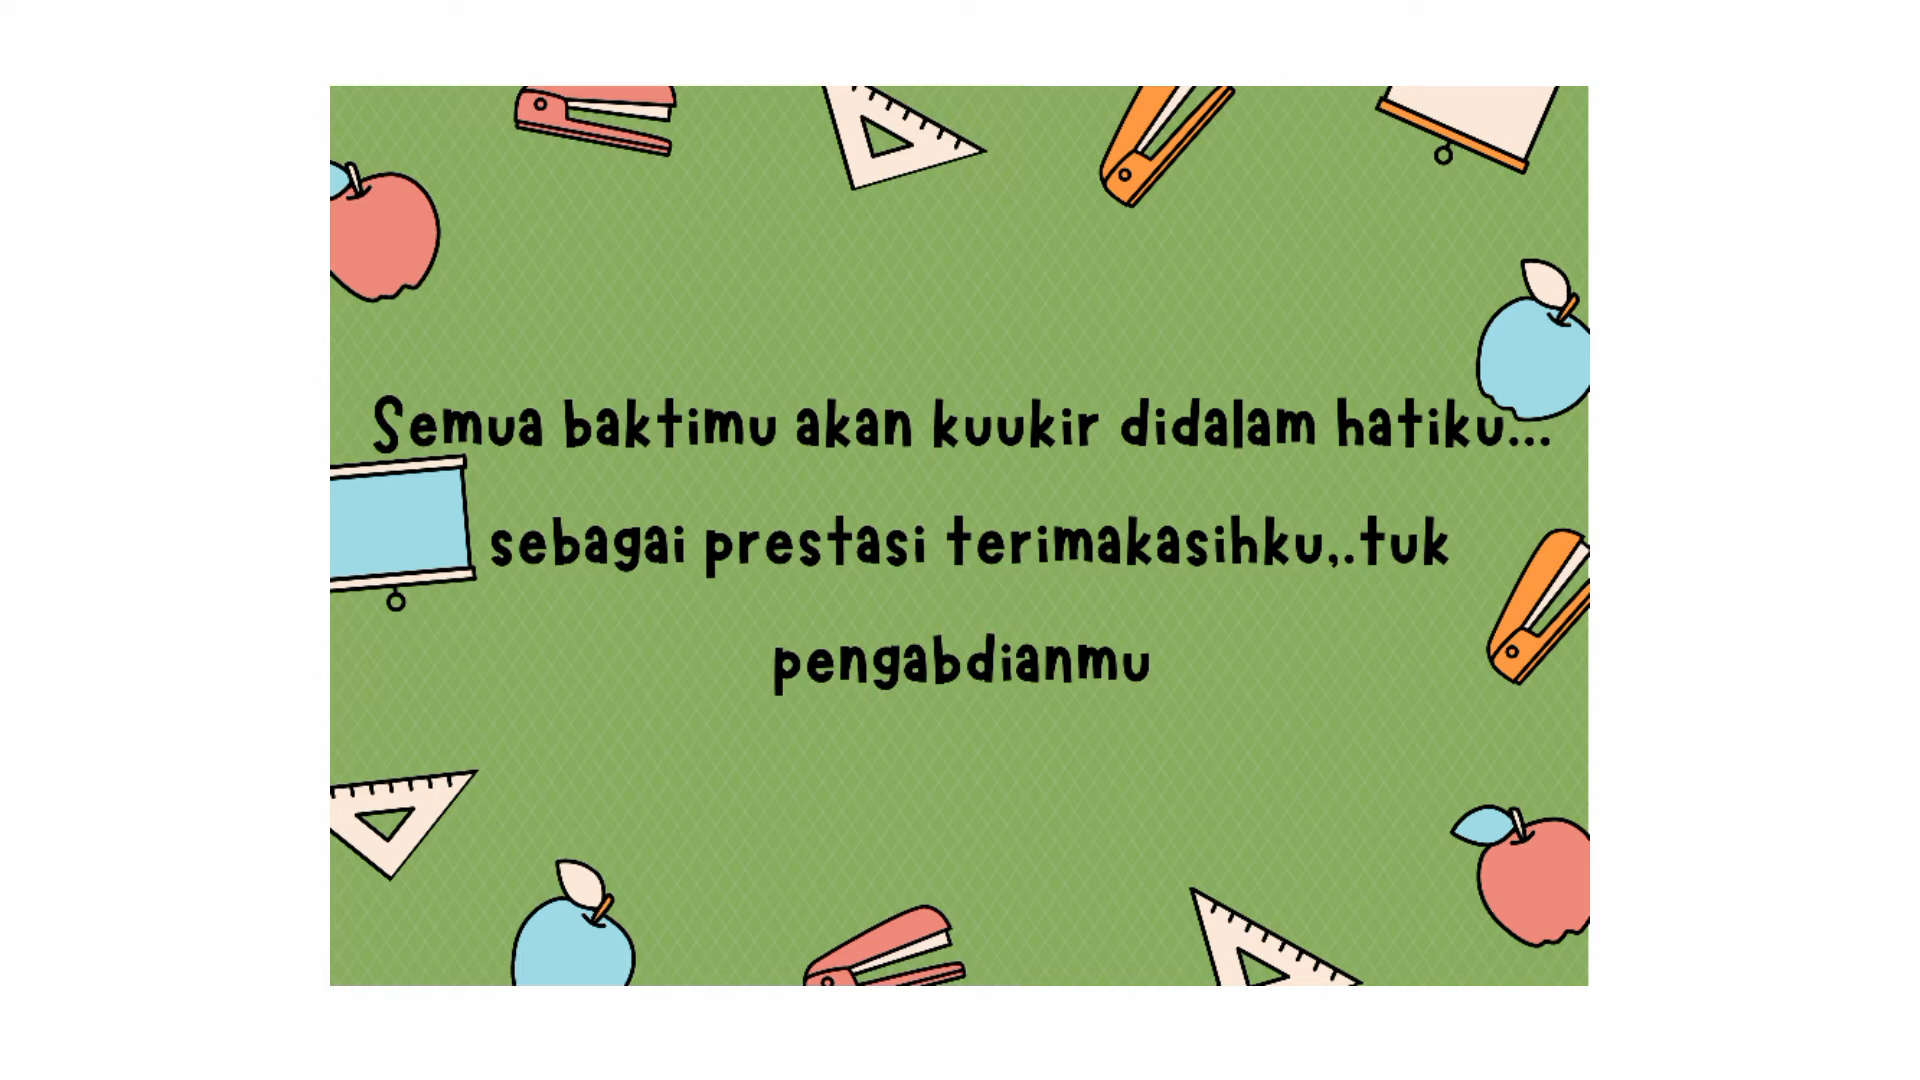 Semua baktimu akan kuukir didalam hatiku...
sebagai prestasi terimakasihku,.tuk
pengabdianmu